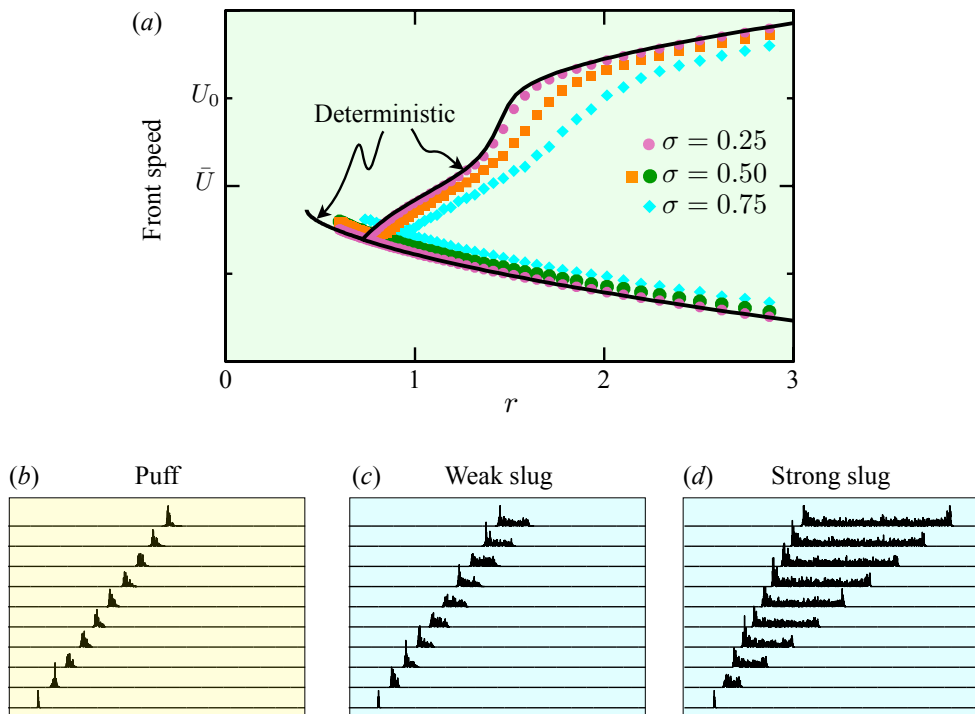 (a)
Front speed
U₀
Ū
Deterministic
σ = 0.25
σ = 0.50
σ = 0.75
0
1
2
3
r
(b) Puff
(c) Weak slug
(d) Strong slug